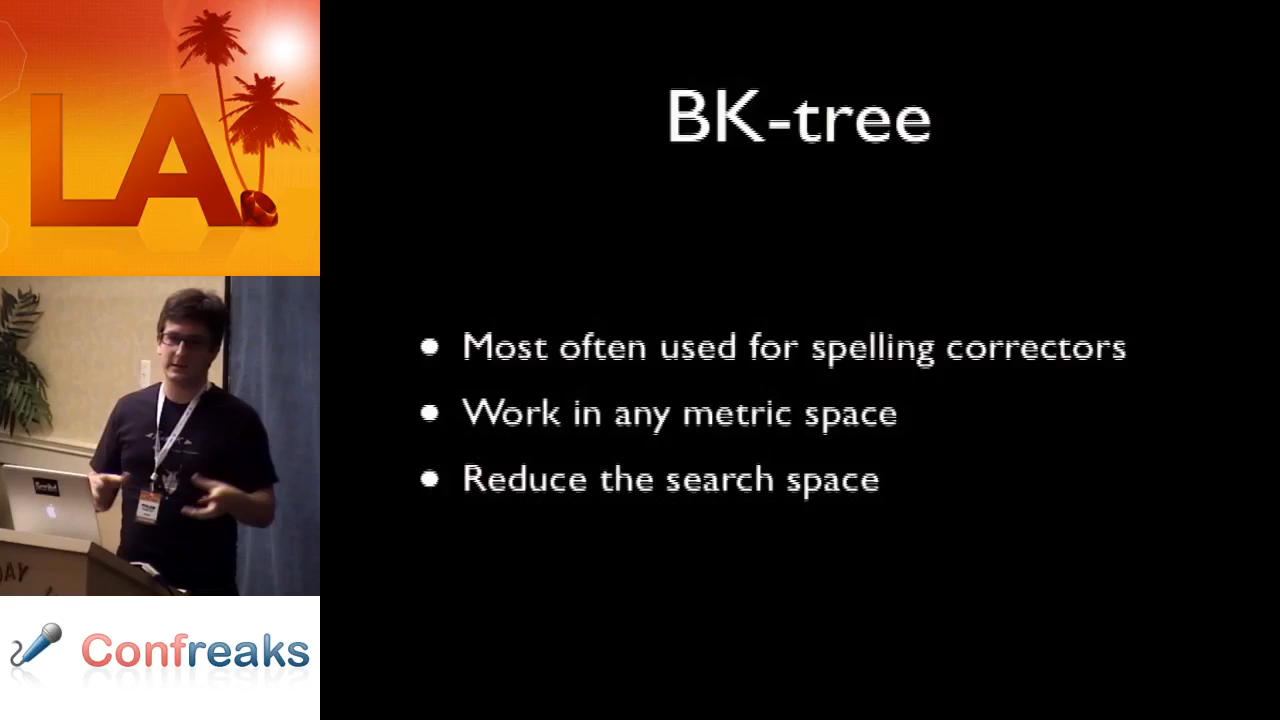 LA
BK-tree
Most often used for spelling correctors
Work in any metric space
Reduce the search space
Confreaks